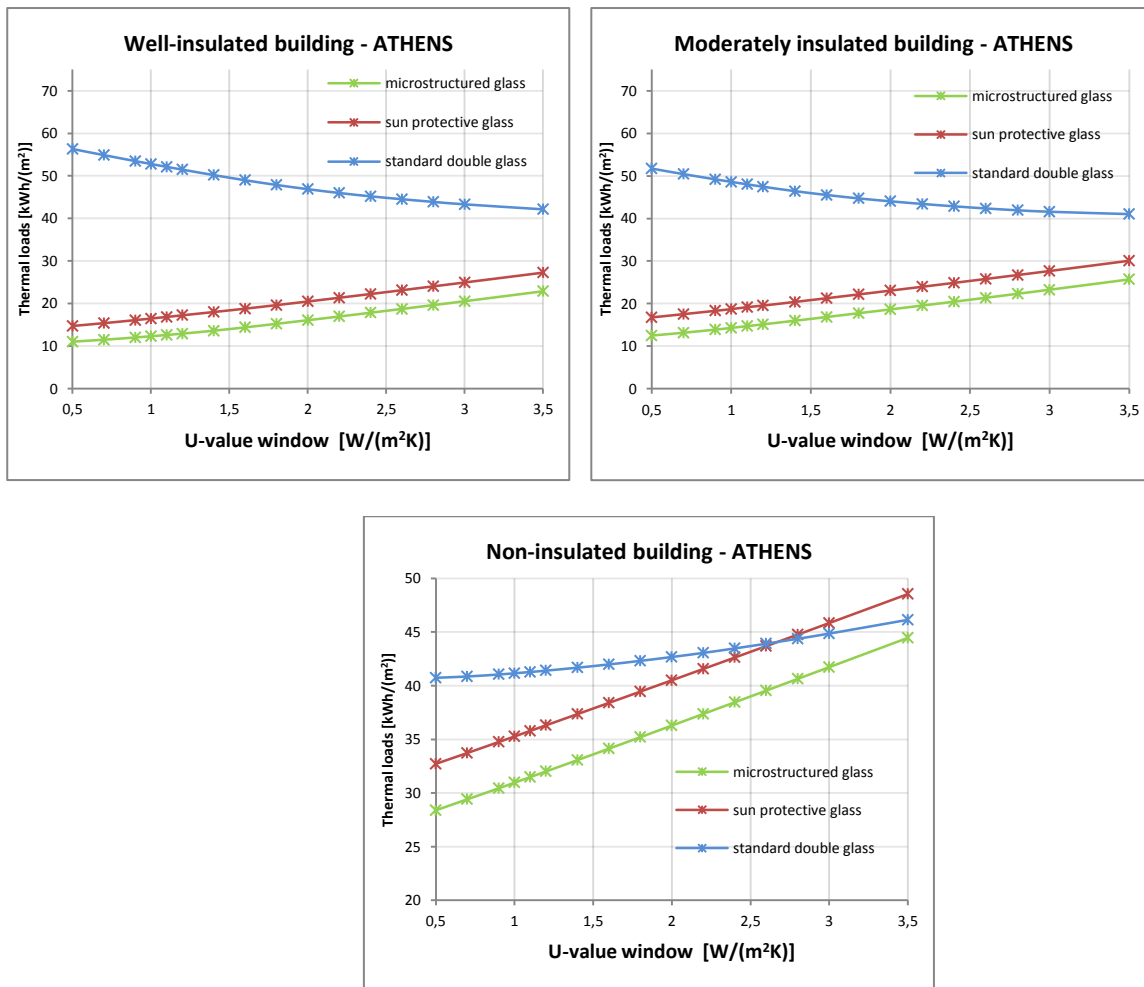 Well-insulated building - ATHENS
Thermal loads [kWh/(m²)]
70
60
50
40
30
20
10
0
microstructured glass
sun protective glass
standard double glass
0,5 1 1,5 2 2,5 3 3,5
U-value window [W/(m²K)]
Moderately insulated building - ATHENS
Thermal loads [kWh/(m²)]
70
60
50
40
30
20
10
0
microstructured glass
sun protective glass
standard double glass
0,5 1 1,5 2 2,5 3 3,5
U-value window [W/(m²K)]
Non-insulated building - ATHENS
Thermal loads [kWh/(m²)]
50
45
40
35
30
25
20
microstructured glass
sun protective glass
standard double glass
0,5 1 1,5 2 2,5 3 3,5
U-value window [W/(m²K)]